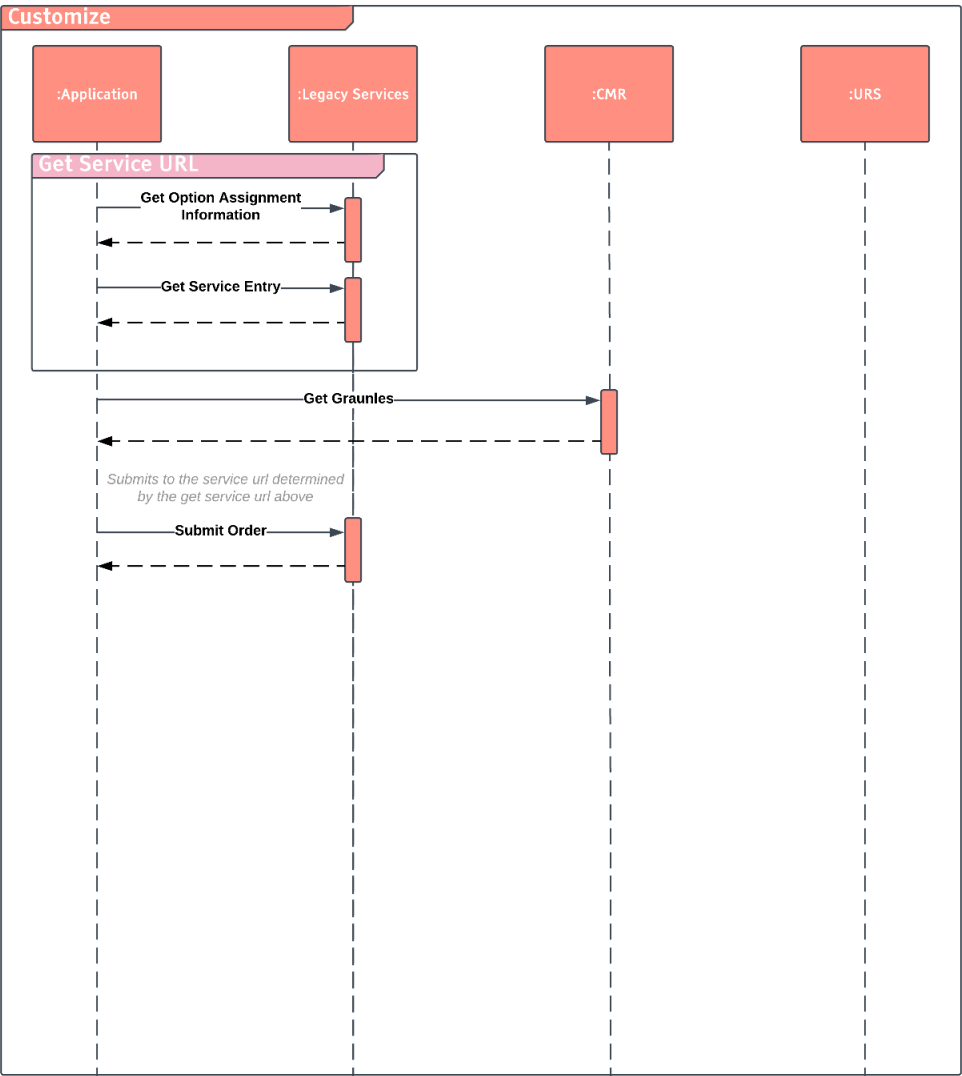 Customize
:Application
:Legacy Services
:CMR
:URS
Get Service URL
Get Option Assignment
Information
Get Service Entry
Get Graunles
Submits to the service url determined
by the get service url above
Submit Order